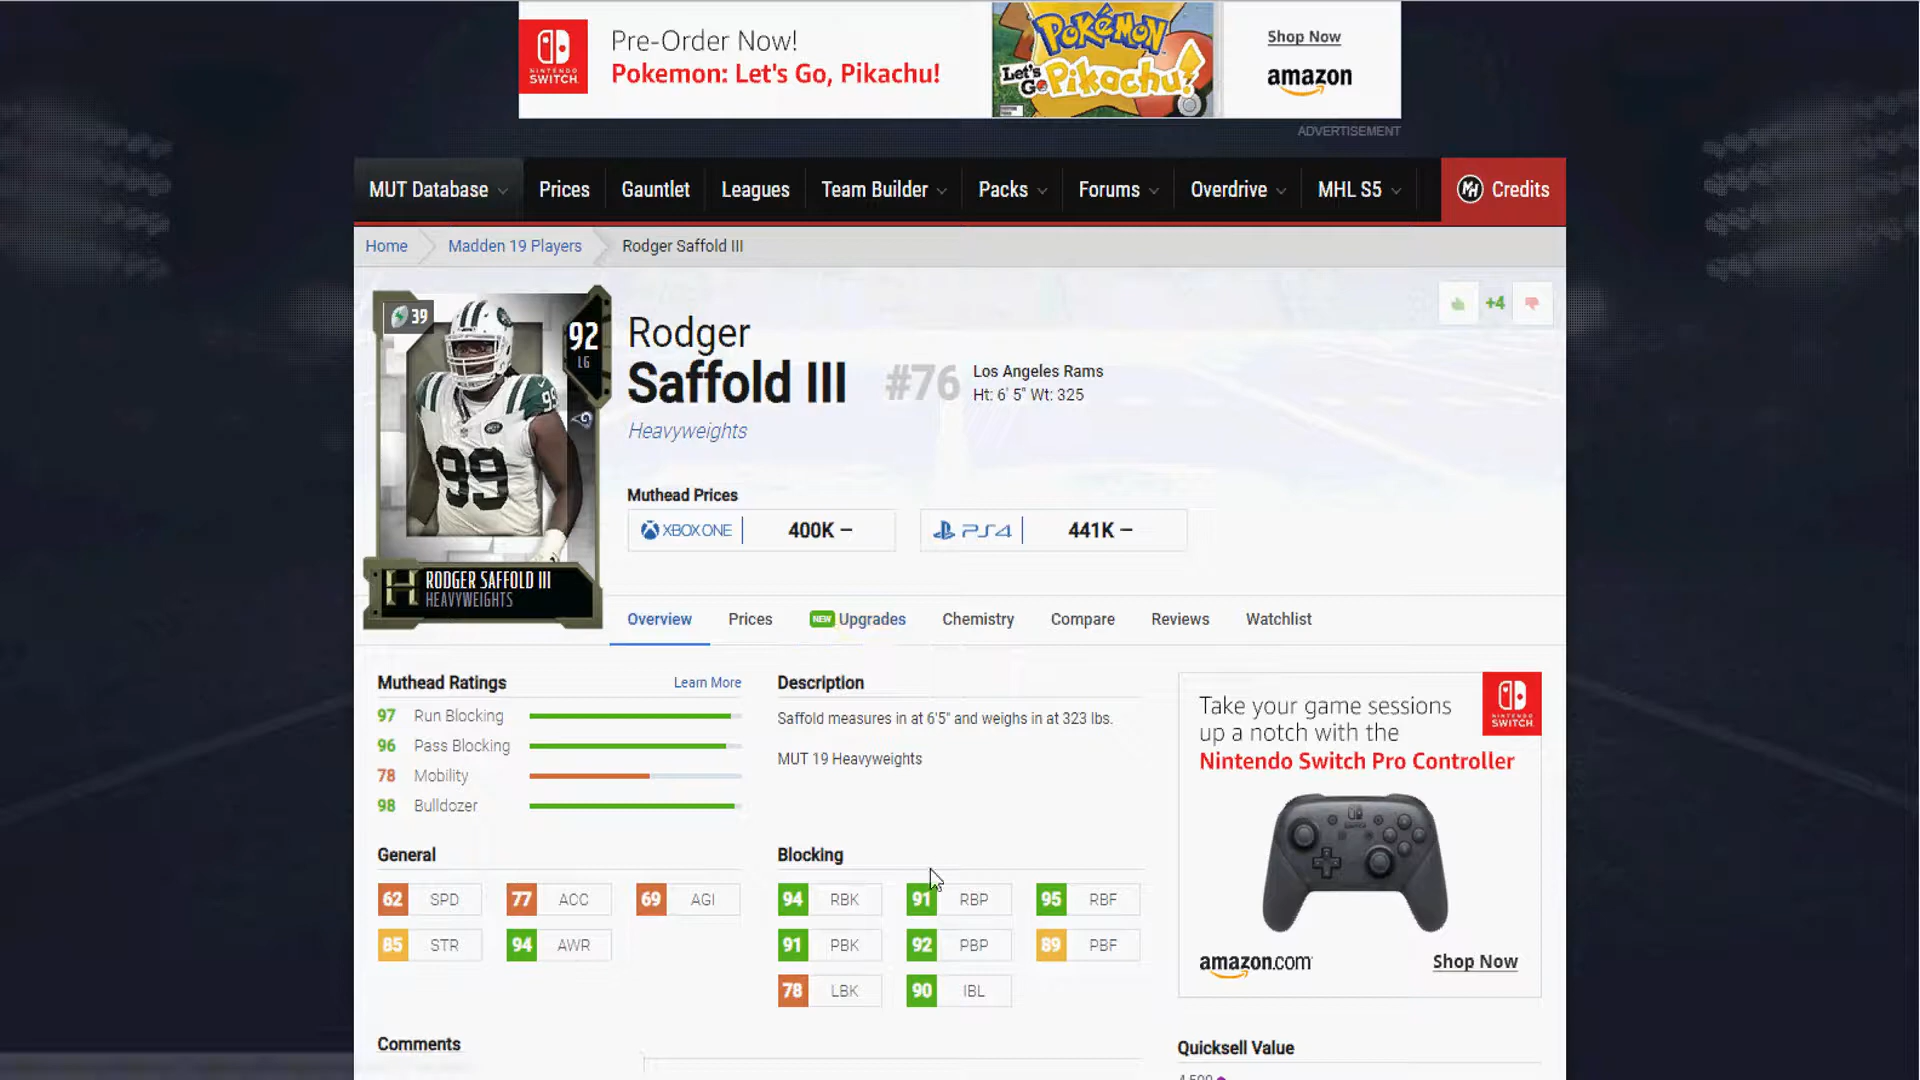 NINTENDO
SWITCH
Pre-Order Now!
Pokemon: Let's Go, Pikachu!
POKÉMON
Let's Go Pikachu!
Shop Now
amazon
ADVERTISEMENT
MUT Database
Prices
Gauntlet
Leagues
Team Builder
Packs
Forums
Overdrive
MHL S5
Credits
Home
Madden 19 Players
Rodger Saffold III
39
92
LG
99
99
RODGER SAFFOLD III
HEAVYWEIGHTS
Rodger
Saffold III
#76
Los Angeles Rams
Ht: 6' 5" Wt: 325
Heavyweights
+4
Muthead Prices
XBOX ONE 400K –
PS4 441K –
Overview
Prices
NEW Upgrades
Chemistry
Compare
Reviews
Watchlist
Muthead Ratings
Learn More
97 Run Blocking
96 Pass Blocking
78 Mobility
98 Bulldozer
Description
Saffold measures in at 6'5" and weighs in at 323 lbs.
MUT 19 Heavyweights
General
62 SPD 77 ACC 69 AGI
85 STR 94 AWR
Blocking
94 RBK 91 RBP 95 RBF
91 PBK 92 PBP 89 PBF
78 LBK 90 IBL
Take your game sessions
up a notch with the
Nintendo Switch Pro Controller
NINTENDO
SWITCH
amazon.com
Shop Now
Comments
Quicksell Value